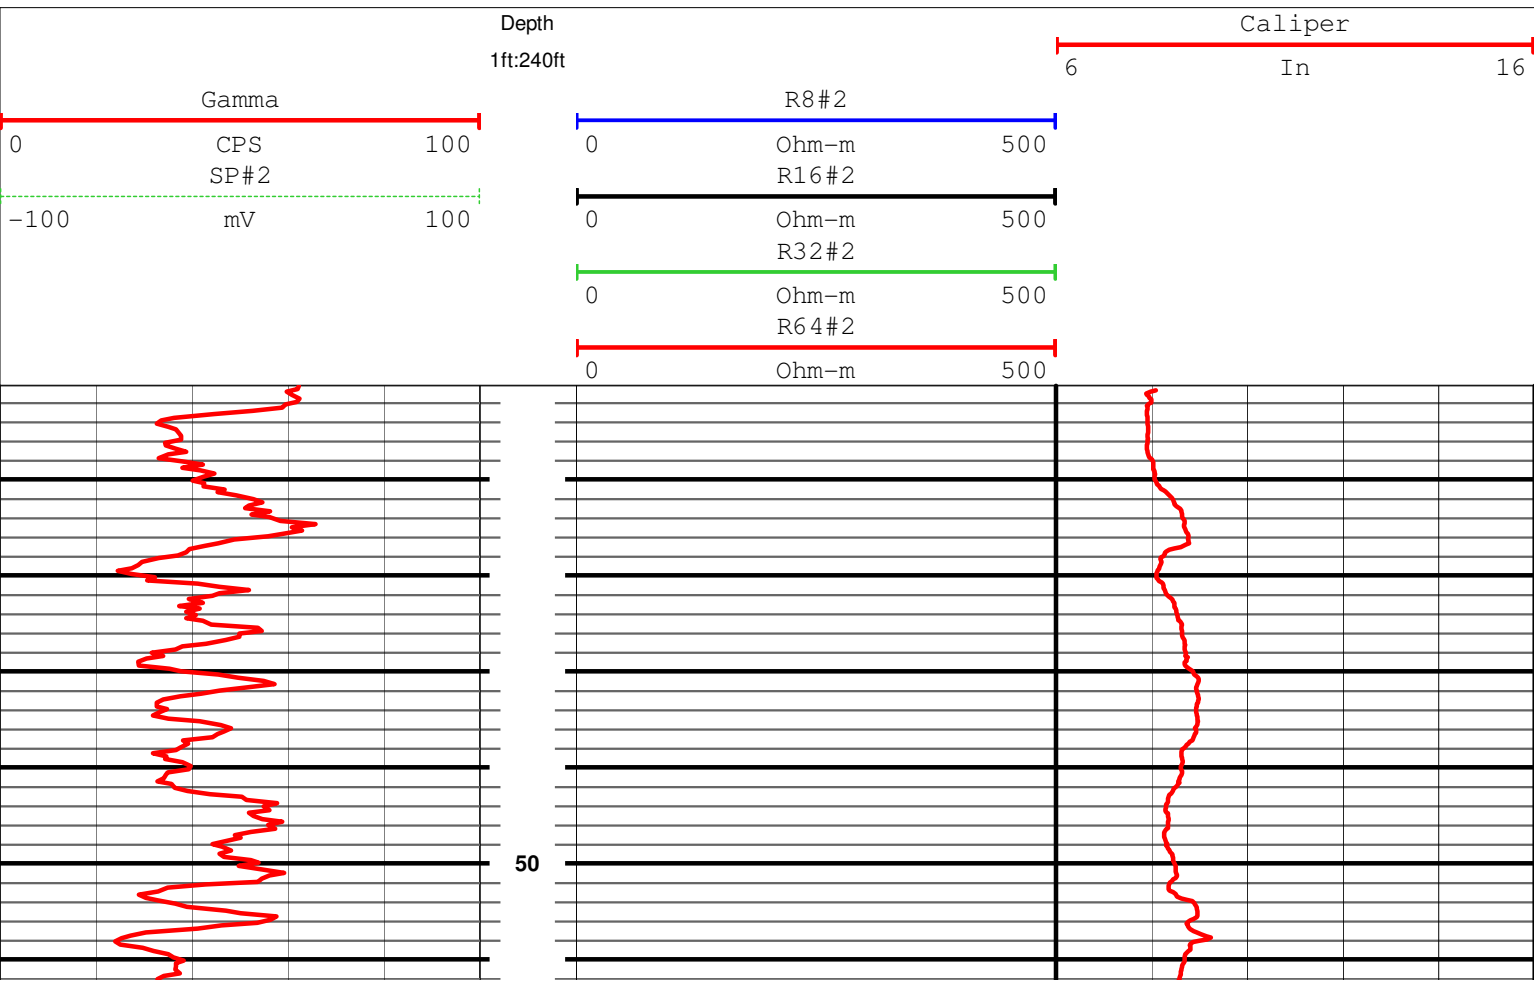 Depth
Caliper
1ft:240ft
6 In 16
Gamma
R8#2
0 CPS 100
0 Ohm-m 500
SP#2
R16#2
-100 mV 100
0 Ohm-m 500
R32#2
0 Ohm-m 500
R64#2
0 Ohm-m 500
50